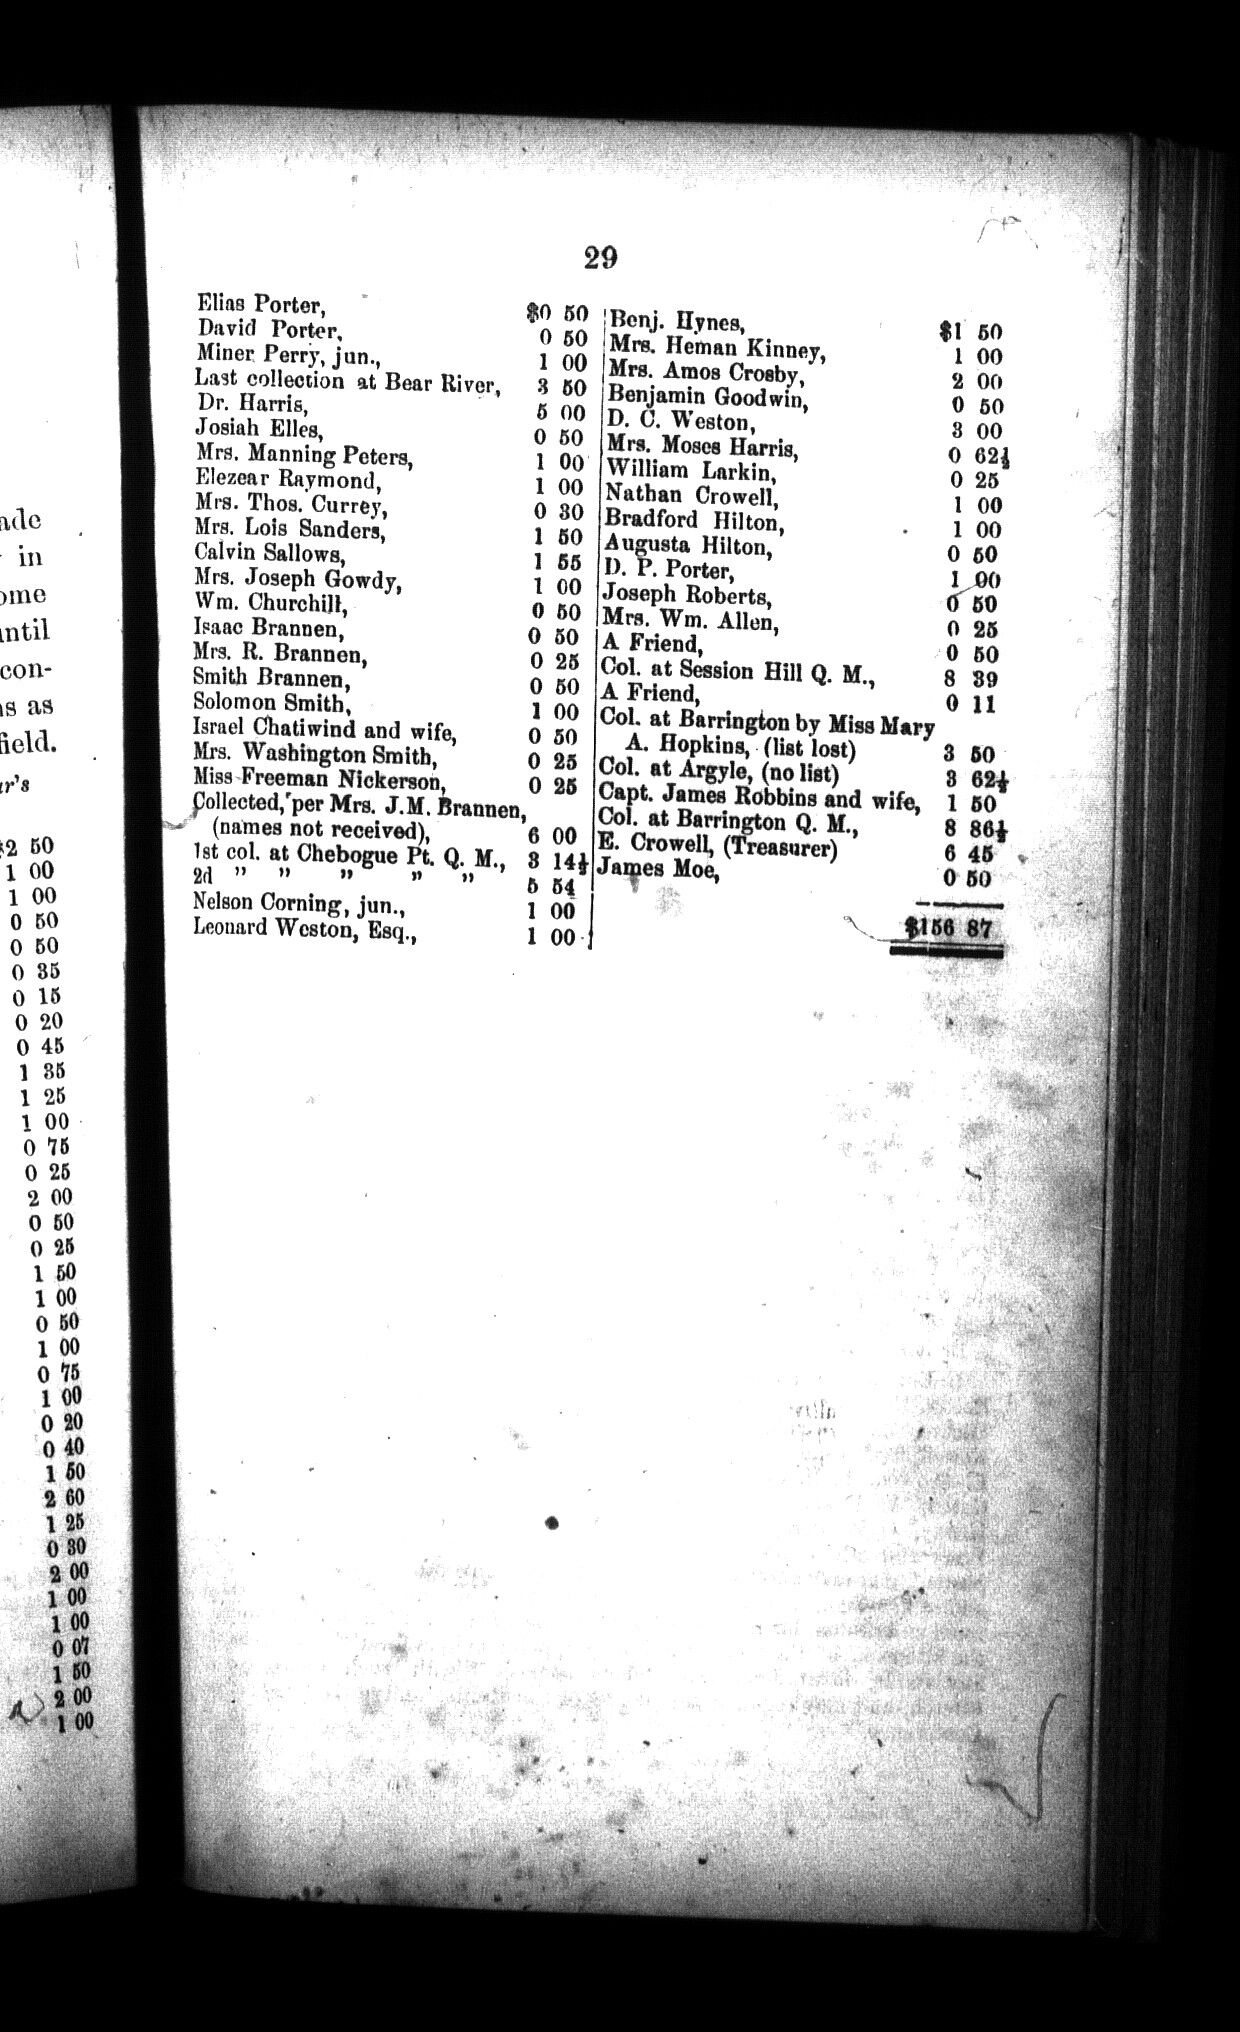 ade
in
ome
until
con-
as as
field.
ar's
$2 50
1 00
1 00
0 50
0 50
0 35
0 15
0 20
0 45
1 35
1 25
1 00
0 75
0 25
2 00
0 50
0 25
1 50
1 00
0 50
1 00
0 75
1 00
0 20
0 40
1 50
2 60
1 25
0 30
2 00
1 00
1 00
0 07
1 50
2 00
1 00
29
Elias Porter, $0 50
David Porter, 0 50
Miner Perry, jun., 1 00
Last collection at Bear River, 3 50
Dr. Harris, 5 00
Josiah Elles, 0 50
Mrs. Manning Peters, 1 00
Elezear Raymond, 1 00
Mrs. Thos. Currey, 0 30
Mrs. Lois Sanders, 1 50
Calvin Sallows, 1 55
Mrs. Joseph Gowdy, 1 00
Wm. Churchill, 0 50
Isaac Brannen, 0 50
Mrs. R. Brannen, 0 25
Smith Brannen, 0 50
Solomon Smith, 1 00
Israel Chatiwind and wife, 0 50
Mrs. Washington Smith, 0 25
Miss Freeman Nickerson, 0 25
Collected, per Mrs. J.M. Brannen,
(names not received), 6 00
1st col. at Chebogue Pt. Q. M., 3 14½
2d " " " " " 5 54
Nelson Corning, jun., 1 00
Leonard Weston, Esq., 1 00
Benj. Hynes, $1 50
Mrs. Heman Kinney, 1 00
Mrs. Amos Crosby, 2 00
Benjamin Goodwin, 0 50
D. C. Weston, 3 00
Mrs. Moses Harris, 0 62½
William Larkin, 0 25
Nathan Crowell, 1 00
Bradford Hilton, 1 00
Augusta Hilton, 0 50
D. P. Porter, 1 00
Joseph Roberts, 0 50
Mrs. Wm. Allen, 0 25
A Friend, 0 50
Col. at Session Hill Q. M., 8 39
A Friend, 0 11
Col. at Barrington by Miss Mary
A. Hopkins, (list lost) 3 50
Col. at Argyle, (no list) 3 62½
Capt. James Robbins and wife, 1 50
Col. at Barrington Q. M., 8 86½
E. Crowell, (Treasurer) 6 45
James Moe, 0 50
$156 87